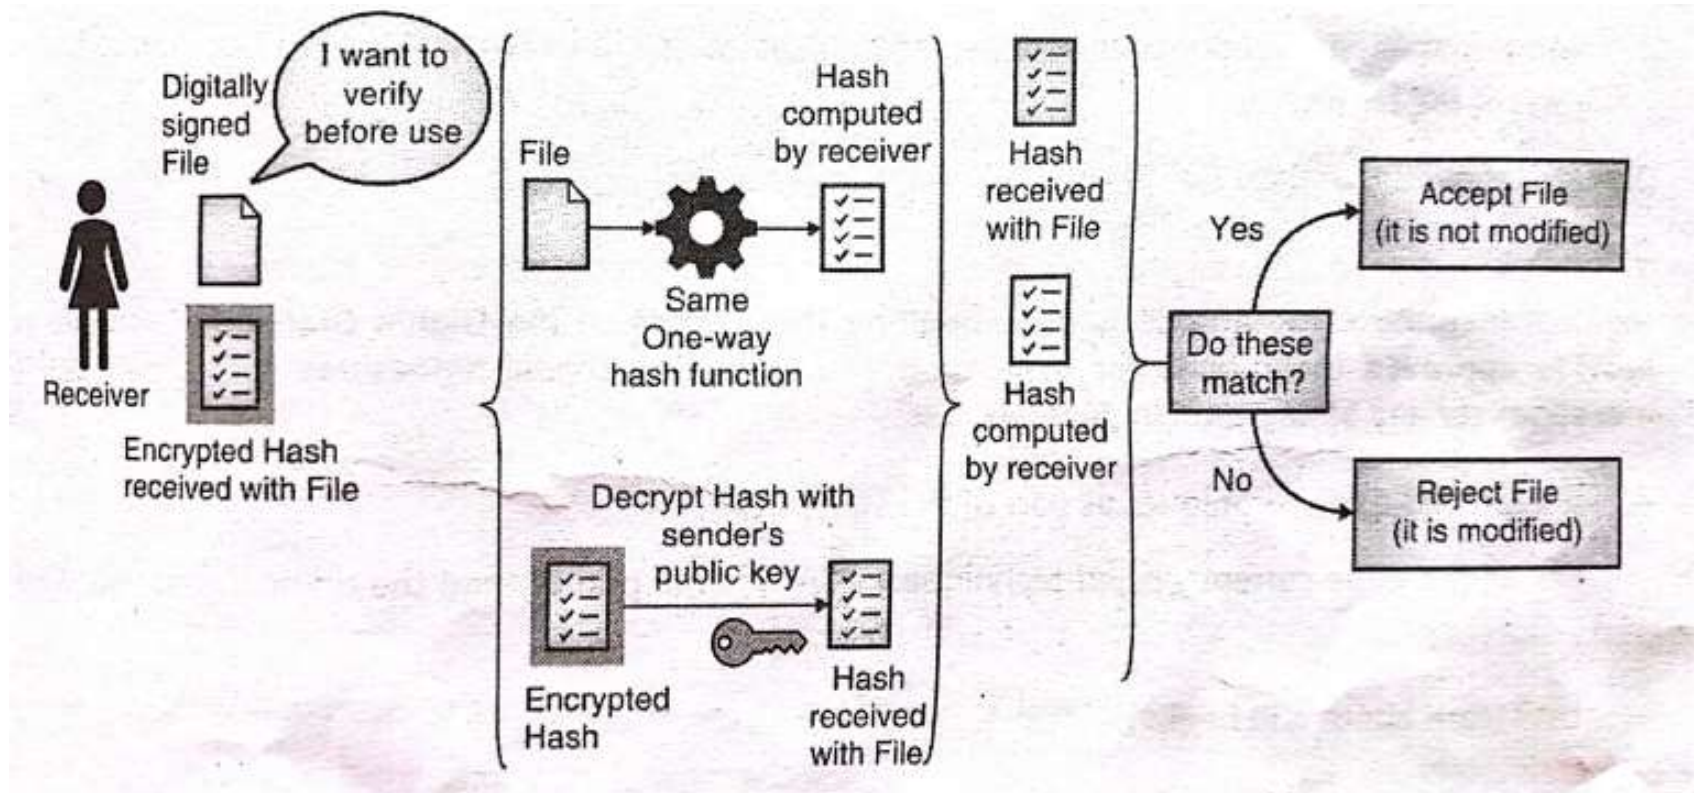 Digitally
signed
File
I want to
verify
before use
Receiver
Encrypted Hash
received with File
File
Same
One-way
hash function
Hash
computed
by receiver
Decrypt Hash with
sender's
public key
Encrypted
Hash
Hash
received
with File
Hash
received
with File
Hash
computed
by receiver
Do these
match?
Yes
Accept File
(it is not modified)
No
Reject File
(it is modified)